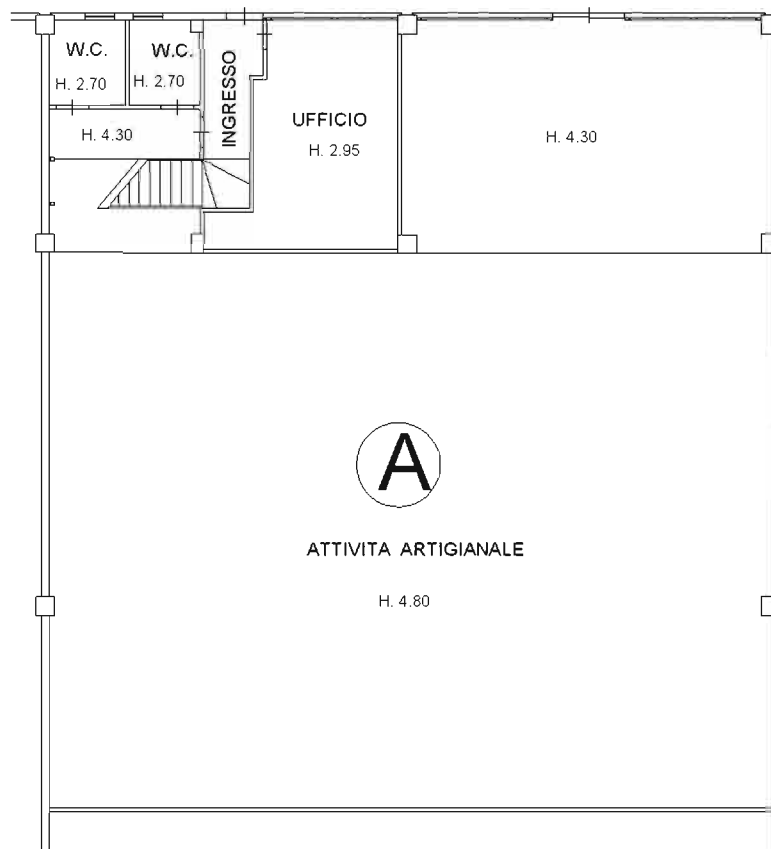 W.C.
H. 2.70
W.C.
H. 2.70
INGRESSO
H. 4.30
UFFICIO
H. 2.95
H. 4.30
A
ATTIVITA ARTIGIANALE
H. 4.80